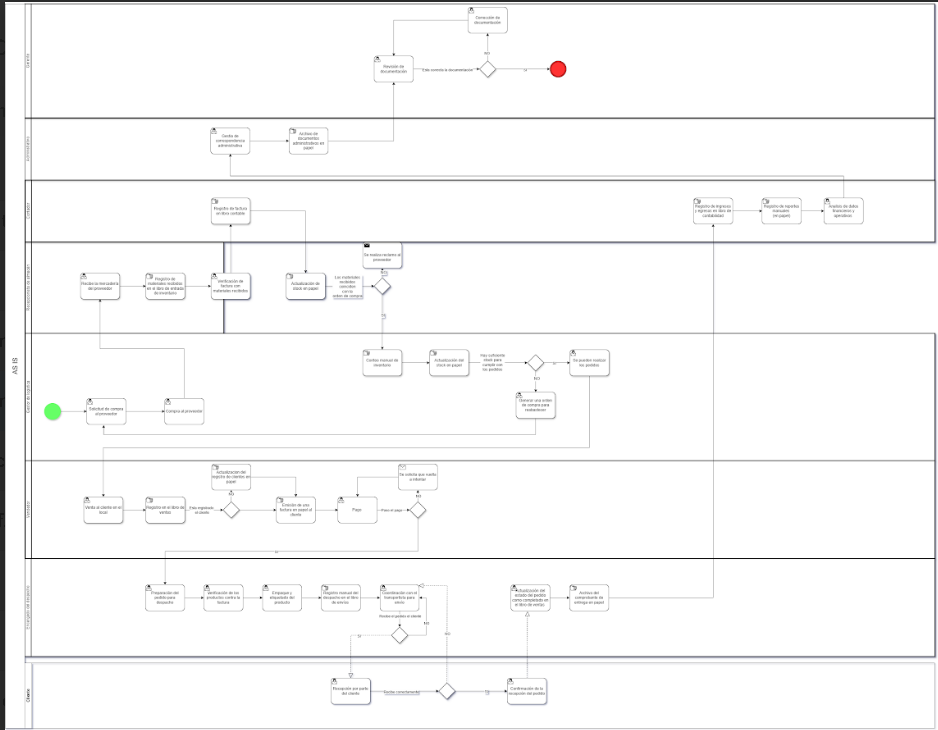 Corrección de
documentación
Revisión de
documentación
Esta correcta la documentación
NO
SI
Gestión de
correspondencia
administrativa
Archivo de
documentos
administrativos en
papel
Registro de factura
en libro contable
Registro de ingresos
y egresos en libro de
contabilidad
Registro de reportes
manuales
(en papel)
Análisis de datos
financieros y
operativos
Se realiza reclamo al
proveedor
Recibe la mercadería
del proveedor
Registro de
materiales recibidos
en el libro de entrada
de inventario
Verificación de
factura con
materiales recibidos
Actualización de
stock en papel
Los materiales
recibidos
coinciden
con la
orden de compra
NO
SI
AS IS
Conteo manual de
inventario
Actualización del
stock en papel
Hay suficiente
stock para
cumplir con
los pedidos
SI
Se pueden realizar
los pedidos
NO
Generar una orden
de compra para
reabastecer
Solicitud de compra
al proveedor
Compra al proveedor
Actualización del
registro de clientes en
papel
Se solicita que vuelva
a intentar
NO
NO
Venta al cliente en el
local
Registro en el libro de
ventas
Esta registrado
el cliente
Emisión de una
factura en papel al
cliente
Pago
Paso el pago
SI
Preparación del
pedido para
despacho
Verificación de los
productos contra la
factura
Empaque y
etiquetado del
producto
Registro manual del
despacho en el libro
de envíos
Coordinación con el
transportista para
envío
Actualización del
estado del pedido
como completado en
el libro de ventas
Archivo del
comprobante de
entrega en papel
Recibe el pedido el cliente
NO
NO
SI
Cliente
Recepción por parte
del cliente
Recibe correctamente
SI
Confirmación de la
recepción del pedido